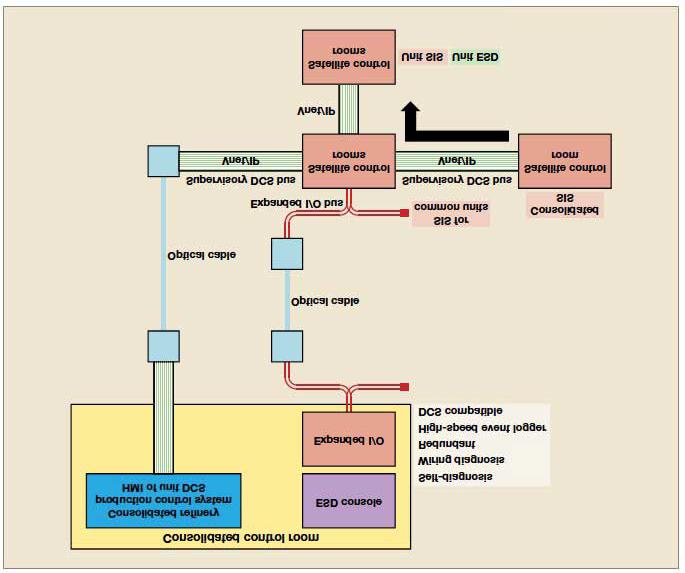 Consolidated control room
Consolidated refinery
production control system
HMI of unit DCS
ESD console
Expanded I/O
Self-diagnosis
Wiring diagnosis
Redundant
High-speed event logger
DCS compatible
Optical cable
Optical cable
Expanded I/O bus
SIS for
common units
Consolidated
SIS
Supervisory DCS bus
Vnet/IP
Satellite control
rooms
Supervisory DCS bus
Vnet/IP
Satellite control
room
Vnet/IP
Satellite control
rooms
Unit SIS
Unit ESD